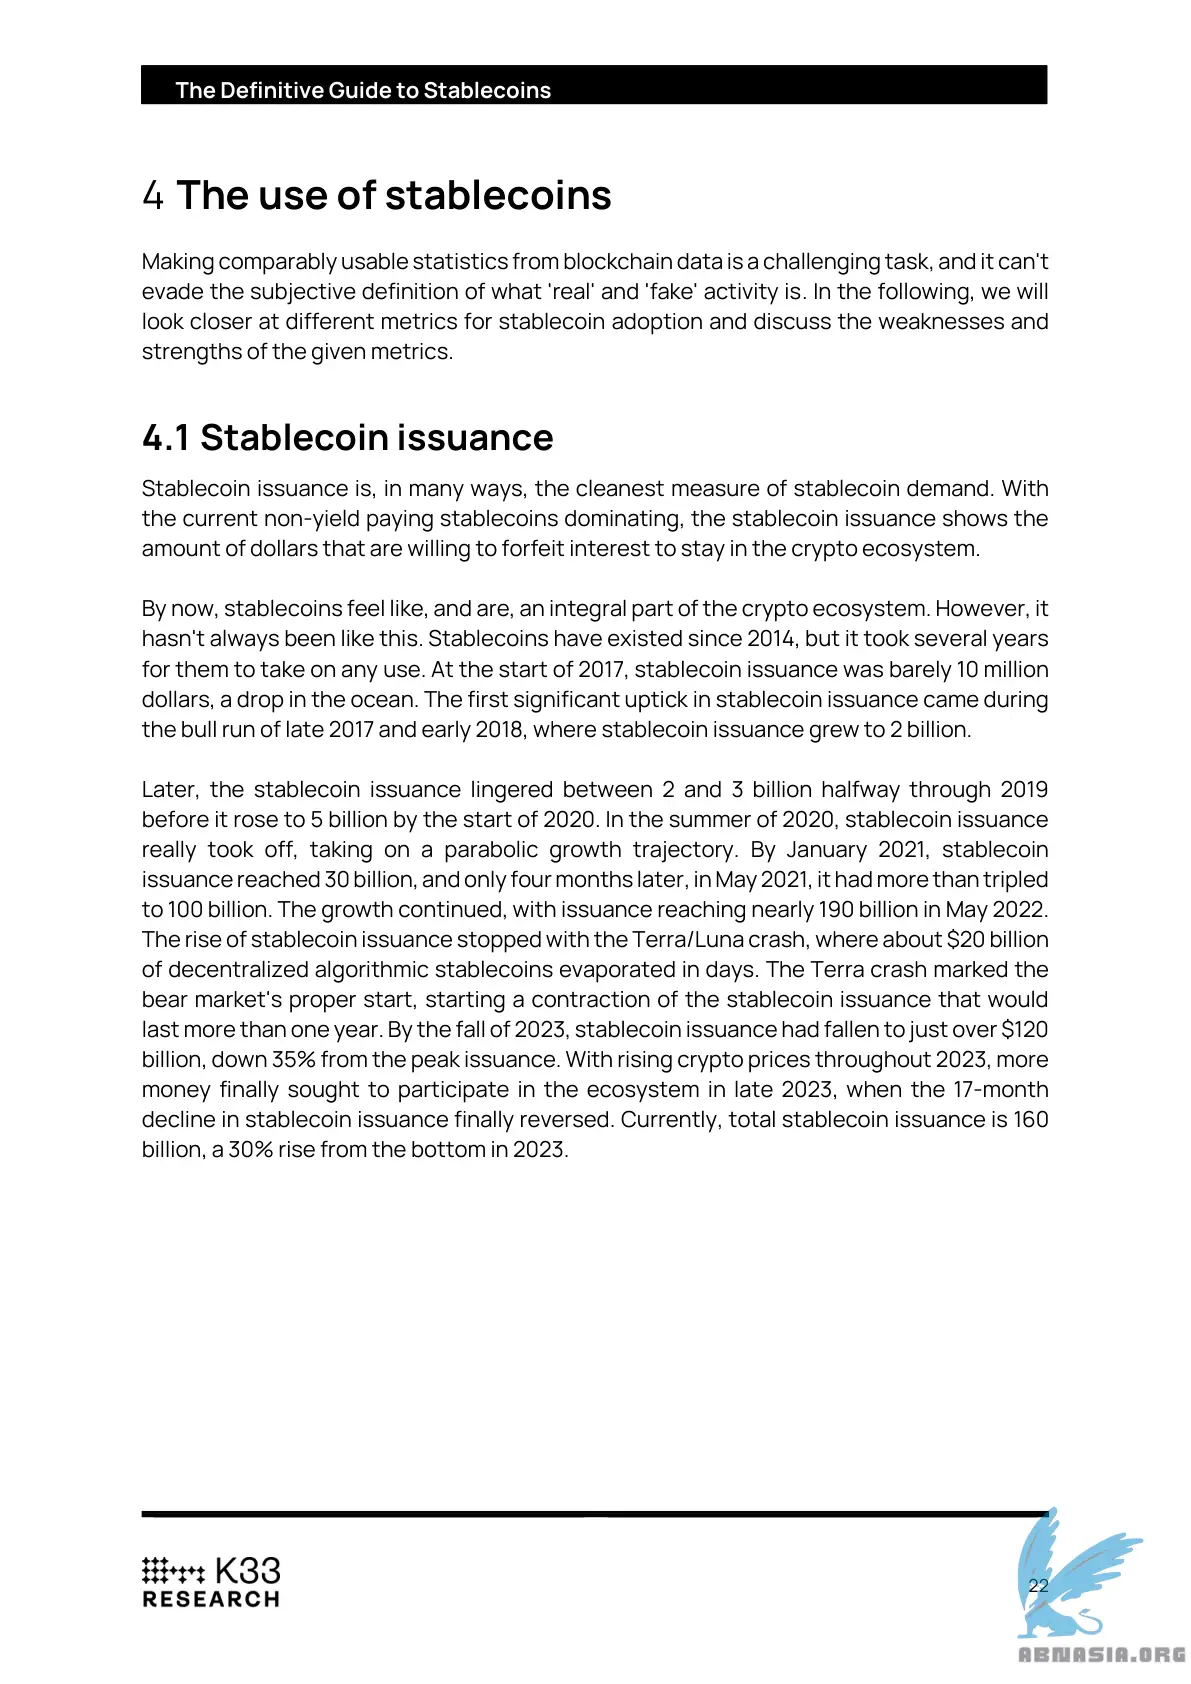 The Definitive Guide to Stablecoins
4 The use of stablecoins
Making comparably usable statistics from blockchain data is a challenging task, and it can't
evade the subjective definition of what 'real' and 'fake' activity is. In the following, we will
look closer at different metrics for stablecoin adoption and discuss the weaknesses and
strengths of the given metrics.
4.1 Stablecoin issuance
Stablecoin issuance is, in many ways, the cleanest measure of stablecoin demand. With
the current non-yield paying stablecoins dominating, the stablecoin issuance shows the
amount of dollars that are willing to forfeit interest to stay in the crypto ecosystem.
By now, stablecoins feel like, and are, an integral part of the crypto ecosystem. However, it
hasn't always been like this. Stablecoins have existed since 2014, but it took several years
for them to take on any use. At the start of 2017, stablecoin issuance was barely 10 million
dollars, a drop in the ocean. The first significant uptick in stablecoin issuance came during
the bull run of late 2017 and early 2018, where stablecoin issuance grew to 2 billion.
Later, the stablecoin issuance lingered between 2 and 3 billion halfway through 2019
before it rose to 5 billion by the start of 2020. In the summer of 2020, stablecoin issuance
really took off, taking on a parabolic growth trajectory. By January 2021, stablecoin
issuance reached 30 billion, and only four months later, in May 2021, it had more than tripled
to 100 billion. The growth continued, with issuance reaching nearly 190 billion in May 2022.
The rise of stablecoin issuance stopped with the Terra/Luna crash, where about $20 billion
of decentralized algorithmic stablecoins evaporated in days. The Terra crash marked the
bear market's proper start, starting a contraction of the stablecoin issuance that would
last more than one year. By the fall of 2023, stablecoin issuance had fallen to just over $120
billion, down 35% from the peak issuance. With rising crypto prices throughout 2023, more
money finally sought to participate in the ecosystem in late 2023, when the 17-month
decline in stablecoin issuance finally reversed. Currently, total stablecoin issuance is 160
billion, a 30% rise from the bottom in 2023.
K33
RESEARCH
22
ABNASIA.ORG